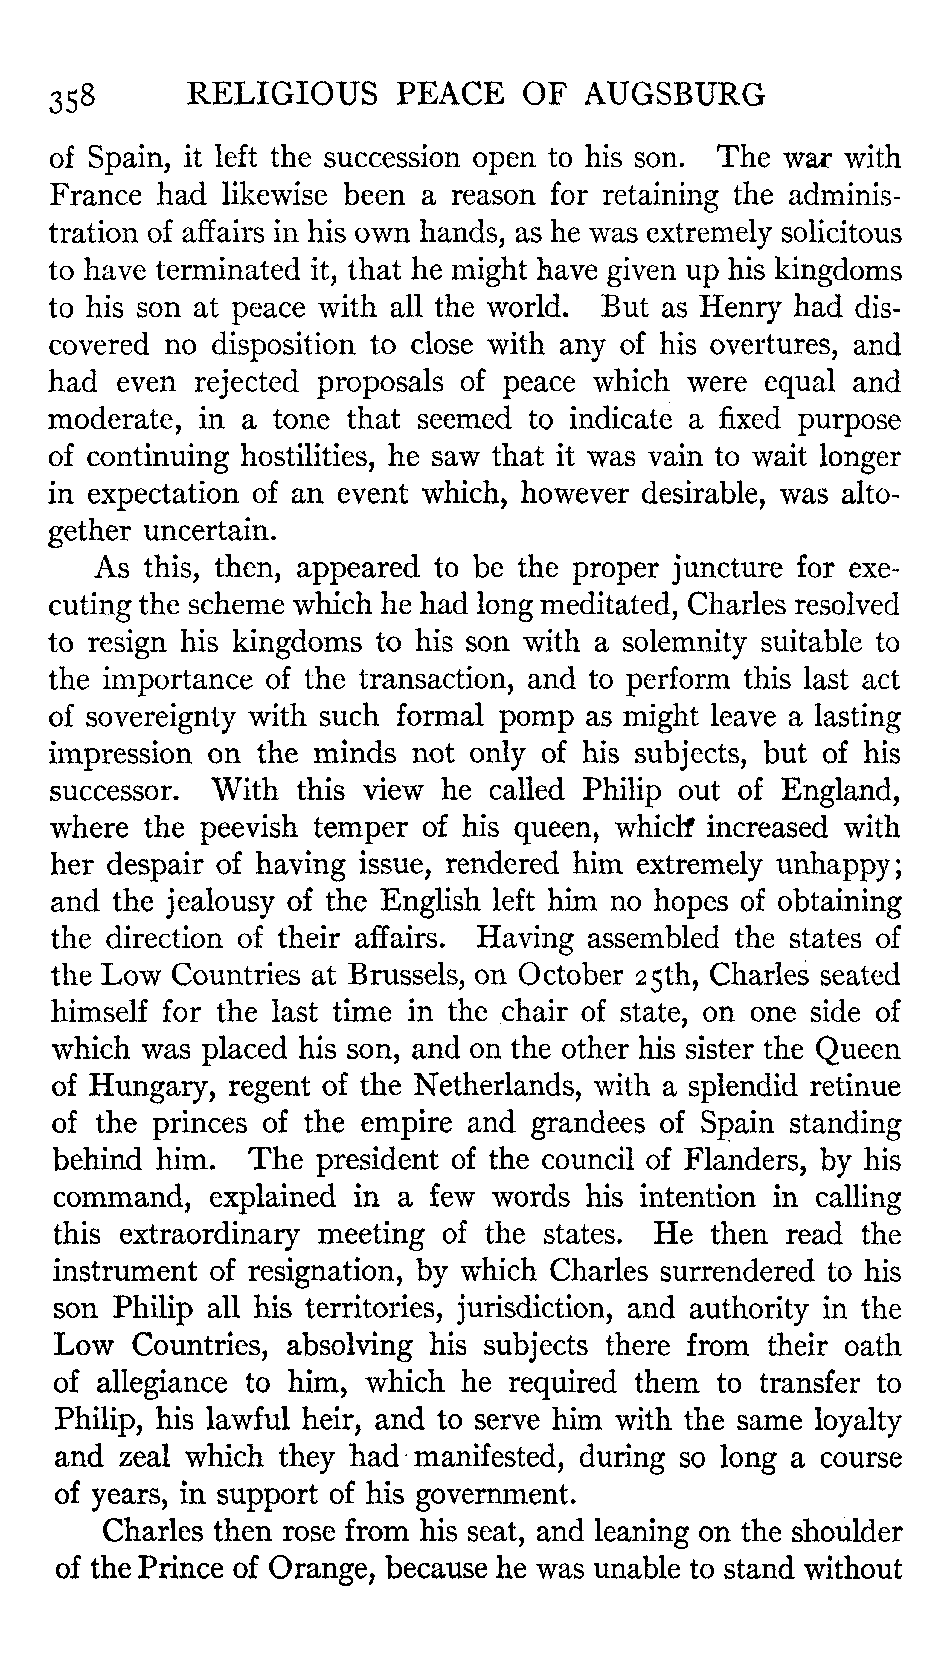 358 RELIGIOUS PEACE OF AUGSBURG
of Spain, it left the succession open to his son. The war with
France had likewise been a reason for retaining the adminis-
tration of affairs in his own hands, as he was extremely solicitous
to have terminated it, that he might have given up his kingdoms
to his son at peace with all the world. But as Henry had dis-
covered no disposition to close with any of his overtures, and
had even rejected proposals of peace which were equal and
moderate, in a tone that seemed to indicate a fixed purpose
of continuing hostilities, he saw that it was vain to wait longer
in expectation of an event which, however desirable, was alto-
gether uncertain.
As this, then, appeared to be the proper juncture for exe-
cuting the scheme which he had long meditated, Charles resolved
to resign his kingdoms to his son with a solemnity suitable to
the importance of the transaction, and to perform this last act
of sovereignty with such formal pomp as might leave a lasting
impression on the minds not only of his subjects, but of his
successor. With this view he called Philip out of England,
where the peevish temper of his queen, which increased with
her despair of having issue, rendered him extremely unhappy;
and the jealousy of the English left him no hopes of obtaining
the direction of their affairs. Having assembled the states of
the Low Countries at Brussels, on October 25th, Charles seated
himself for the last time in the chair of state, on one side of
which was placed his son, and on the other his sister the Queen
of Hungary, regent of the Netherlands, with a splendid retinue
of the princes of the empire and grandees of Spain standing
behind him. The president of the council of Flanders, by his
command, explained in a few words his intention in calling
this extraordinary meeting of the states. He then read the
instrument of resignation, by which Charles surrendered to his
son Philip all his territories, jurisdiction, and authority in the
Low Countries, absolving his subjects there from their oath
of allegiance to him, which he required them to transfer to
Philip, his lawful heir, and to serve him with the same loyalty
and zeal which they had manifested, during so long a course
of years, in support of his government.
Charles then rose from his seat, and leaning on the shoulder
of the Prince of Orange, because he was unable to stand without